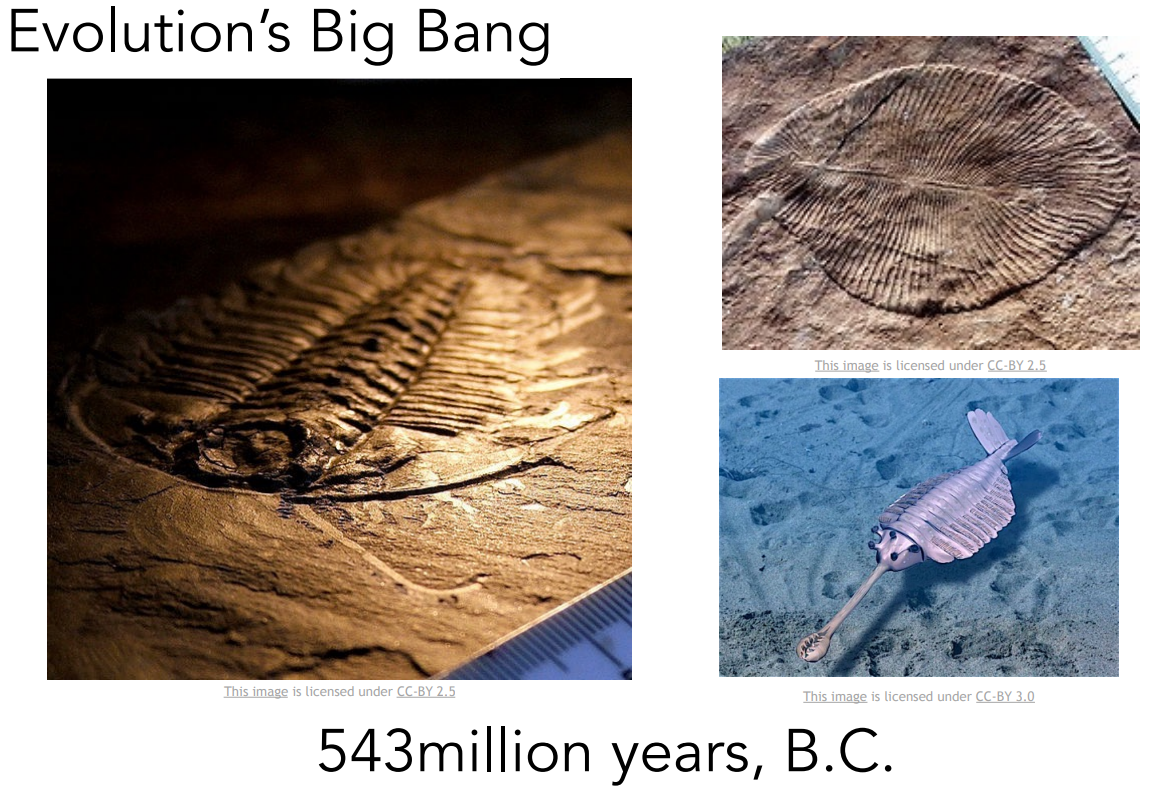 Evolution's Big Bang
This image is licensed under CC-BY 2.5
This image is licensed under CC-BY 2.5
This image is licensed under CC-BY 3.0
543million years, B.C.